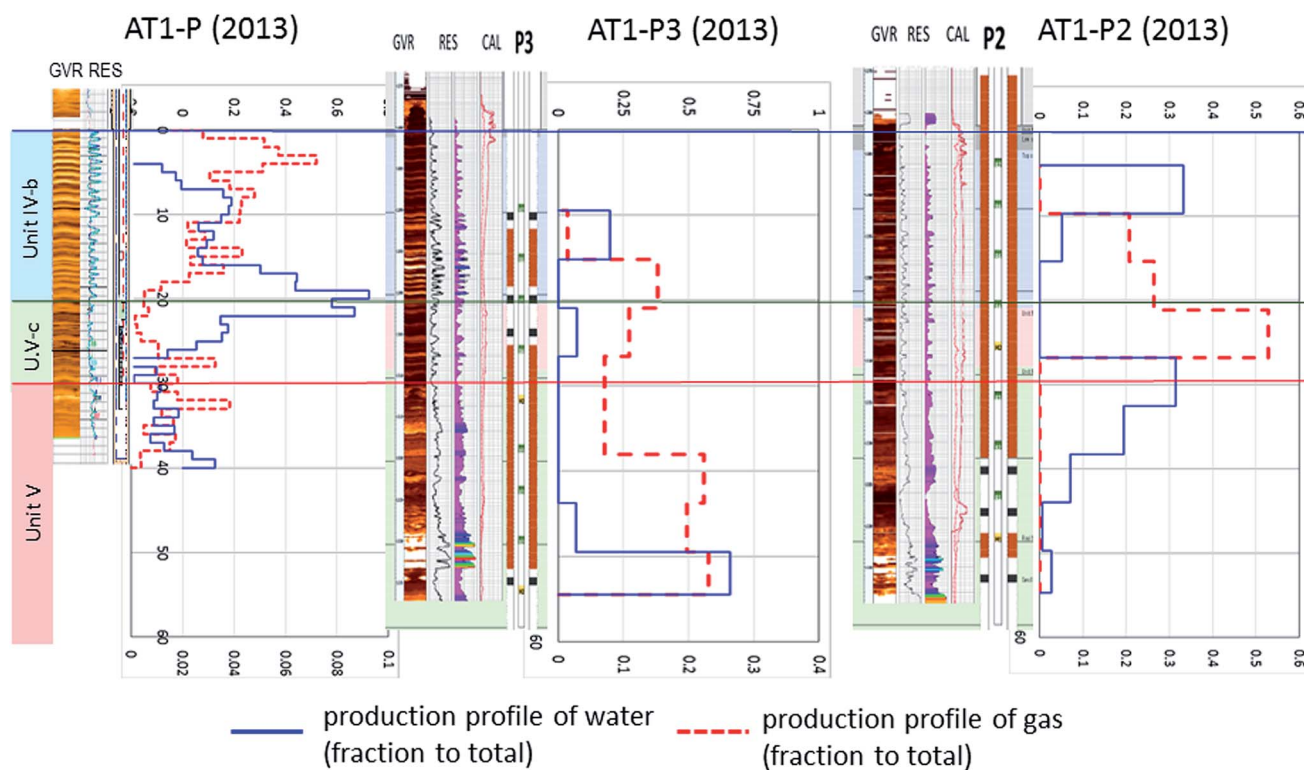 AT1-P (2013)
AT1-P3 (2013)
AT1-P2 (2013)
GVR RES CAL P3
GVR RES CAL P2
GVR RES
0 0.2 0.4 0.6 0.8 1
0 0.25 0.5 0.75 1
0 0.1 0.2 0.3 0.4 0.5 0.6
Unit IV-b
U.V-c
Unit V
0
10
20
30
40
50
60
60
60
0 0.02 0.04 0.06 0.08 0.1
0 0.1 0.2 0.3 0.4
0 0.1 0.2 0.3 0.4 0.5 0.6
production profile of water
(fraction to total)
production profile of gas
(fraction to total)